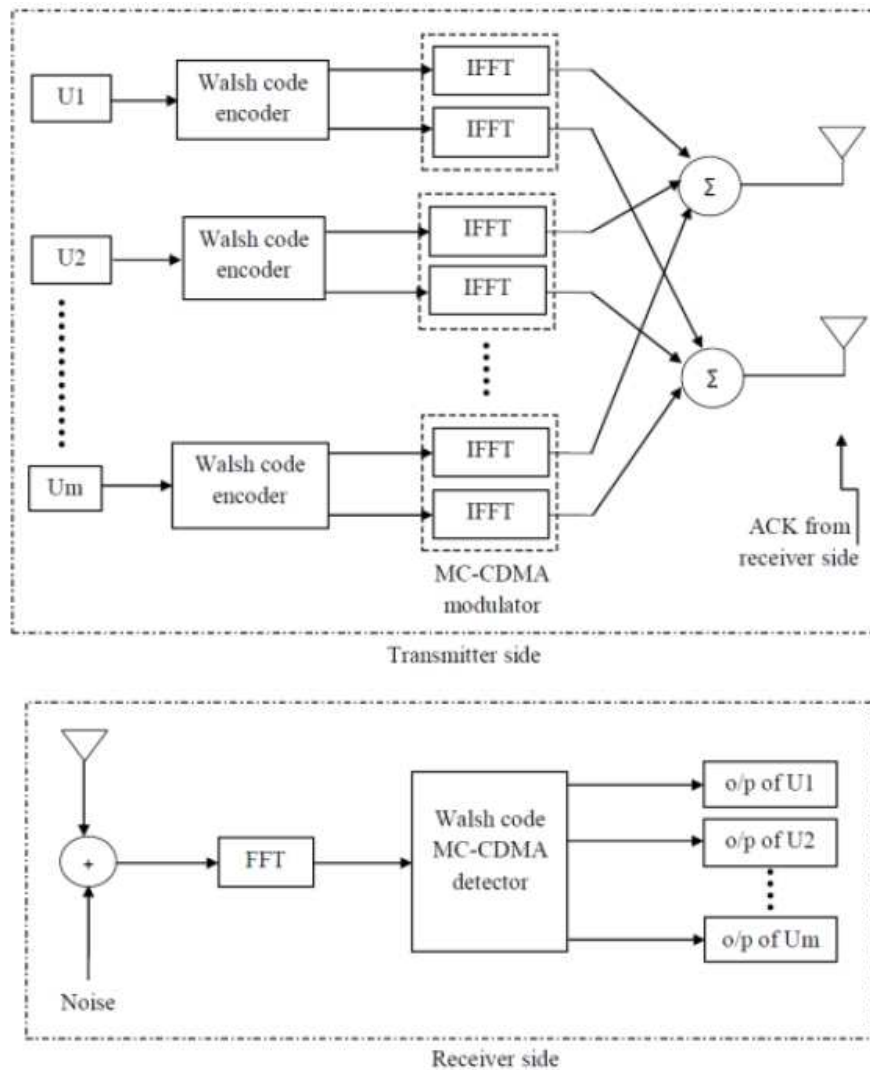 U1
Walsh code
encoder
IFFT
IFFT
Σ
U2
Walsh code
encoder
IFFT
IFFT
Σ
Um
Walsh code
encoder
IFFT
IFFT
MC-CDMA
modulator
ACK from
receiver side
Transmitter side
+
Noise
FFT
Walsh code
MC-CDMA
detector
o/p of U1
o/p of U2
o/p of Um
Receiver side